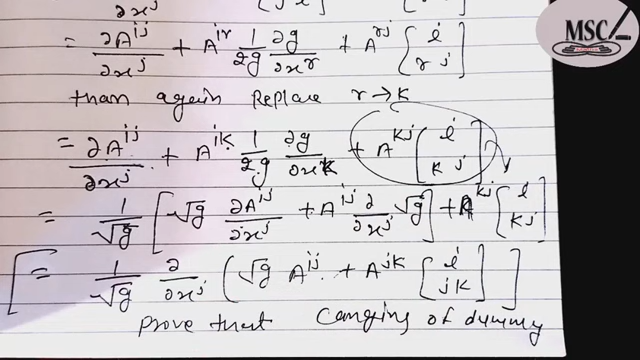 ∂x^j { j i }
= ∂A^{ij}/∂x^j + A^{ir} 1/2g ∂g/∂x^r + A^{rj} { i r j }
than again Replace r → k
= ∂A^{ij}/∂x^j + A^{ik} 1/2g ∂g/∂x^k + A^{kj} { i k j }
= 1/√g [ √g ∂A^{ij}/∂x^j + A^{ij} ∂/∂x^j √g ] + A^{kj} { i k j }
[ = 1/√g ∂/∂x^j ( √g A^{ij} + A^{jk} { i jk } ]
prove that Canging of dummy
MSC